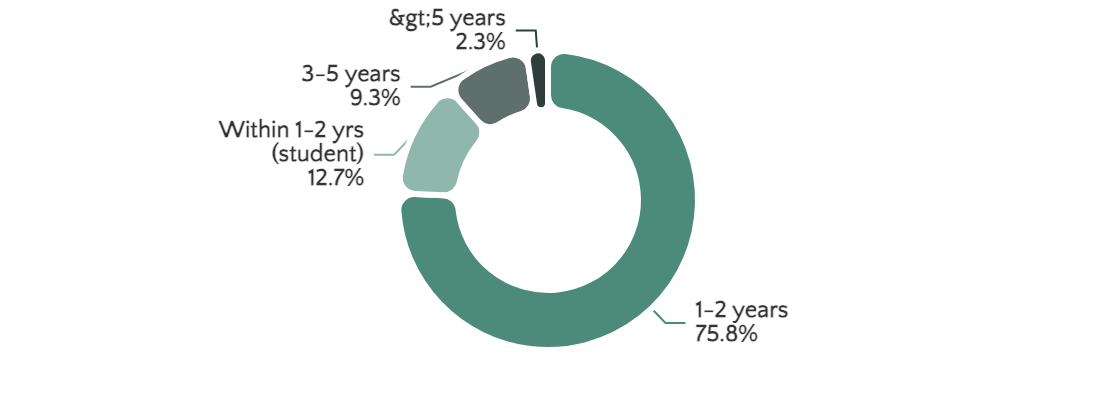 &gt;5 years
2.3%
3–5 years
9.3%
Within 1–2 yrs
(student)
12.7%
1–2 years
75.8%